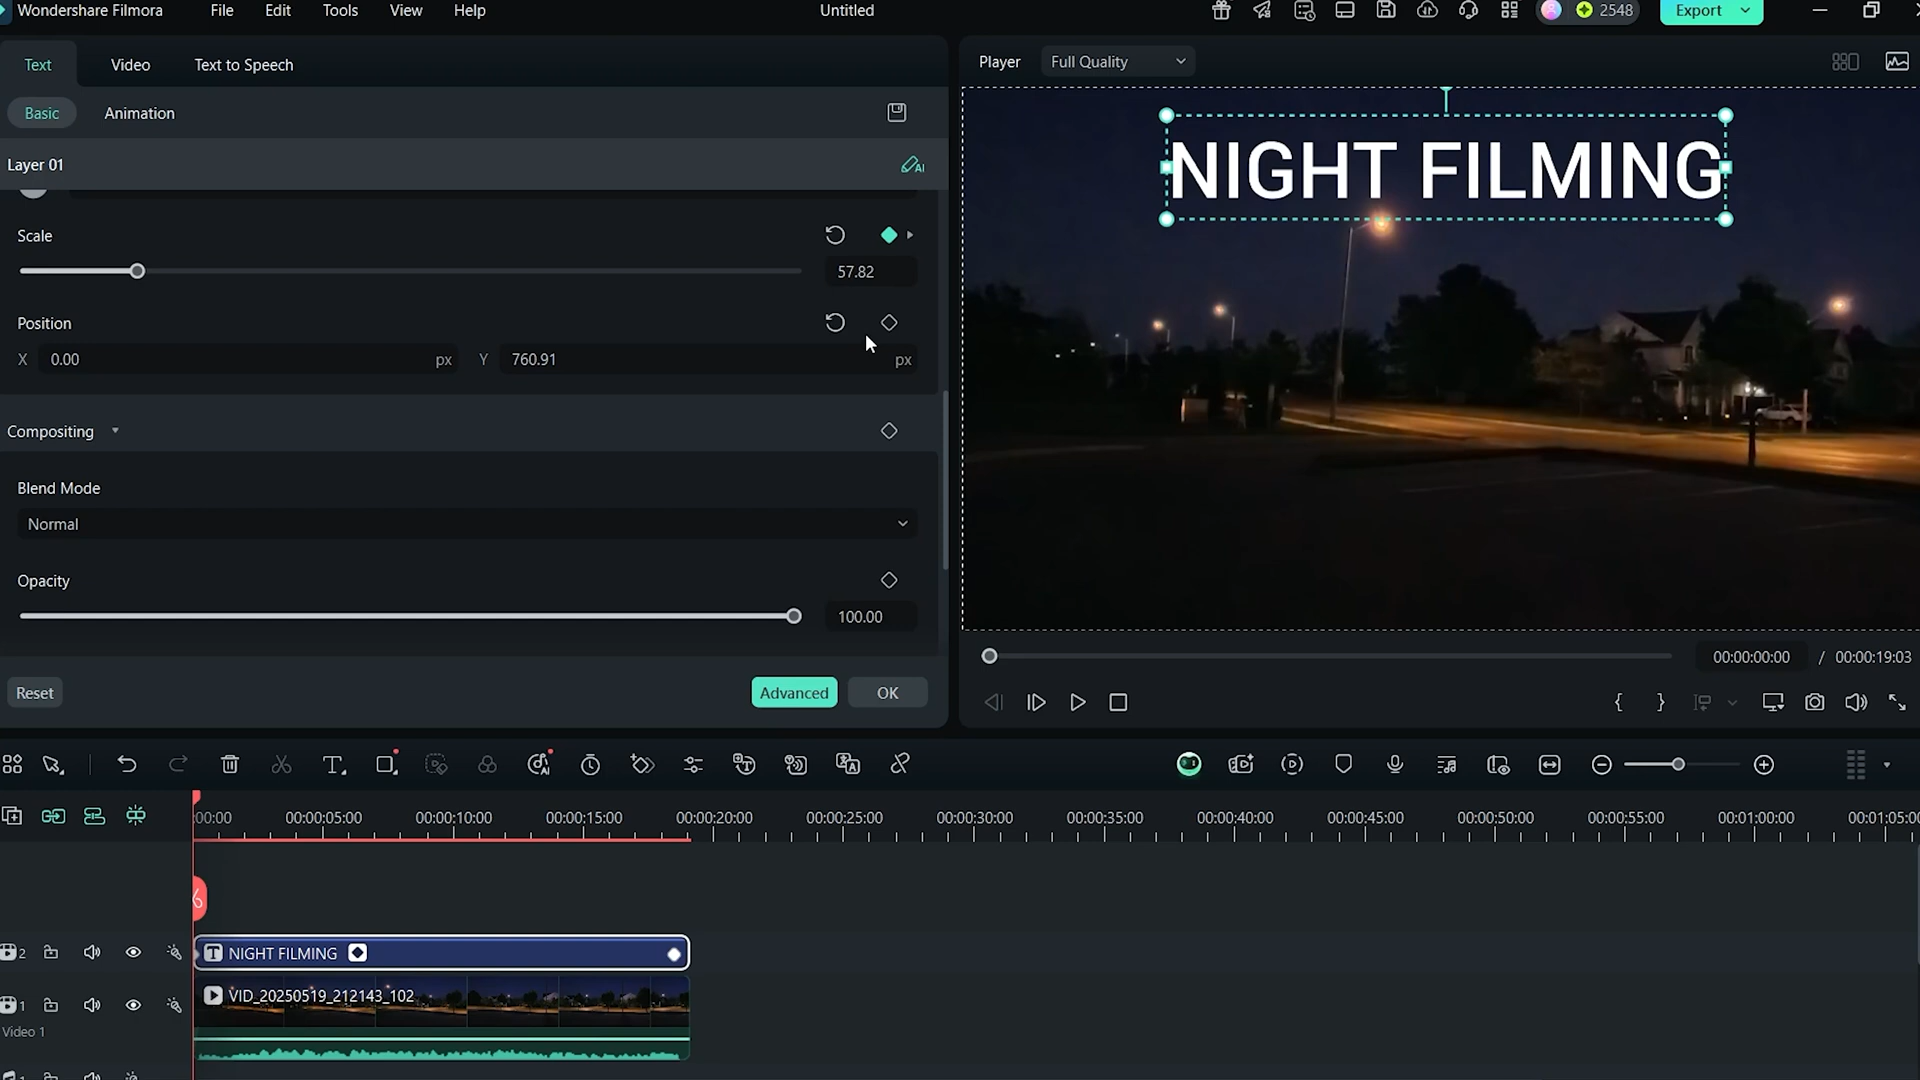 Wondershare Filmora File Edit Tools View Help Untitled 2548 Export
Text Video Text to Speech
Player Full Quality
Basic Animation
Layer 01
NIGHT FILMING
Scale
57.82
Position
X 0.00 px Y 760.91 px
Compositing
Blend Mode
Normal
Opacity
100.00
00:00:00:00 / 00:00:19:03
Reset Advanced OK
:00:00 00:00:05:00 00:00:10:00 00:00:15:00 00:00:20:00 00:00:25:00 00:00:30:00 00:00:35:00 00:00:40:00 00:00:45:00 00:00:50:00 00:00:55:00 00:01:00:00 00:01:05:00
2 NIGHT FILMING
1 VID_20250519_212143_102
Video 1
1